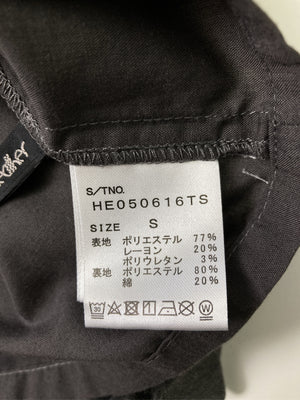 S/TNO.
HE050616TS
SIZE S
表地 ポリエステル 77%
レーヨン 20%
ポリウレタン 3%
裏地 ポリエステル 80%
綿 20%